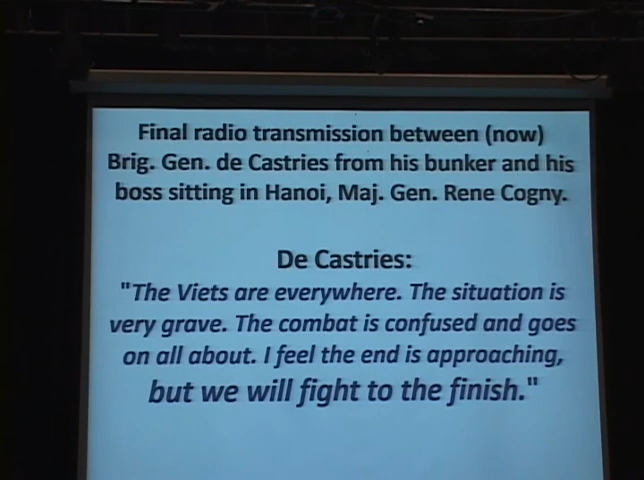 Final radio transmission between (now)
Brig. Gen. de Castries from his bunker and his
boss sitting in Hanoi, Maj. Gen. Rene Cogny.
De Castries:
"The Viets are everywhere. The situation is
very grave. The combat is confused and goes
on all about. I feel the end is approaching,
but we will fight to the finish."